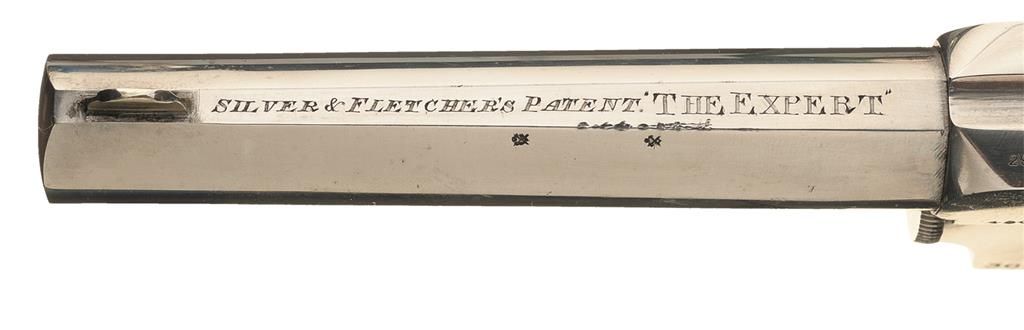 SILVER & FLETCHER'S PATENT. "THE EXPERT"